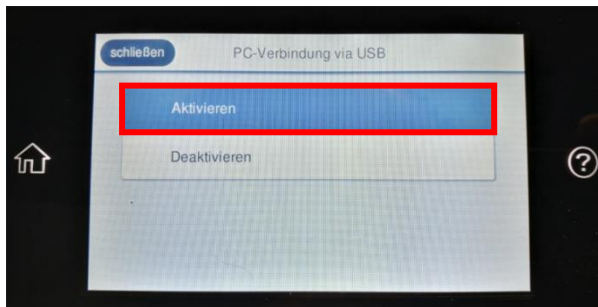 schließen
PC-Verbindung via USB
Aktivieren
Deaktivieren
?